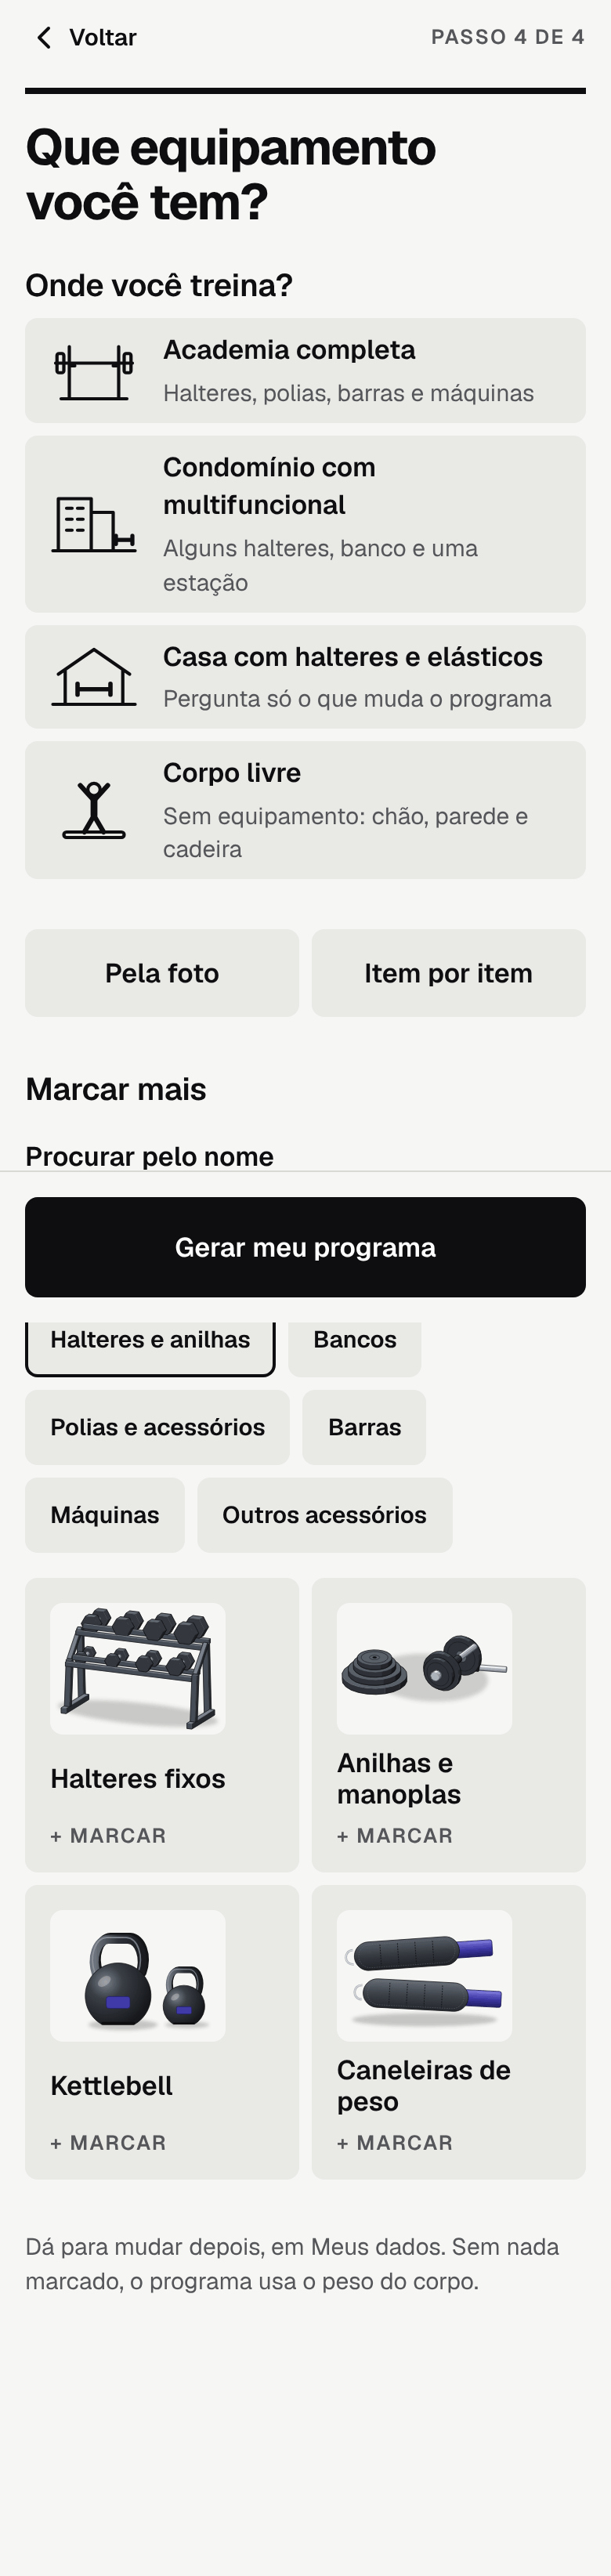 Voltar
PASSO 4 DE 4
Que equipamento
você tem?
Onde você treina?
Academia completa
Halteres, polias, barras e máquinas
Condomínio com
multifuncional
Alguns halteres, banco e uma
estação
Casa com halteres e elásticos
Pergunta só o que muda o programa
Corpo livre
Sem equipamento: chão, parede e
cadeira
Pela foto
Item por item
Marcar mais
Procurar pelo nome
Gerar meu programa
Halteres e anilhas
Bancos
Polias e acessórios
Barras
Máquinas
Outros acessórios
Halteres fixos
+ MARCAR
Anilhas e
manoplas
+ MARCAR
Kettlebell
+ MARCAR
Caneleiras de
peso
+ MARCAR
Dá para mudar depois, em Meus dados. Sem nada
marcado, o programa usa o peso do corpo.